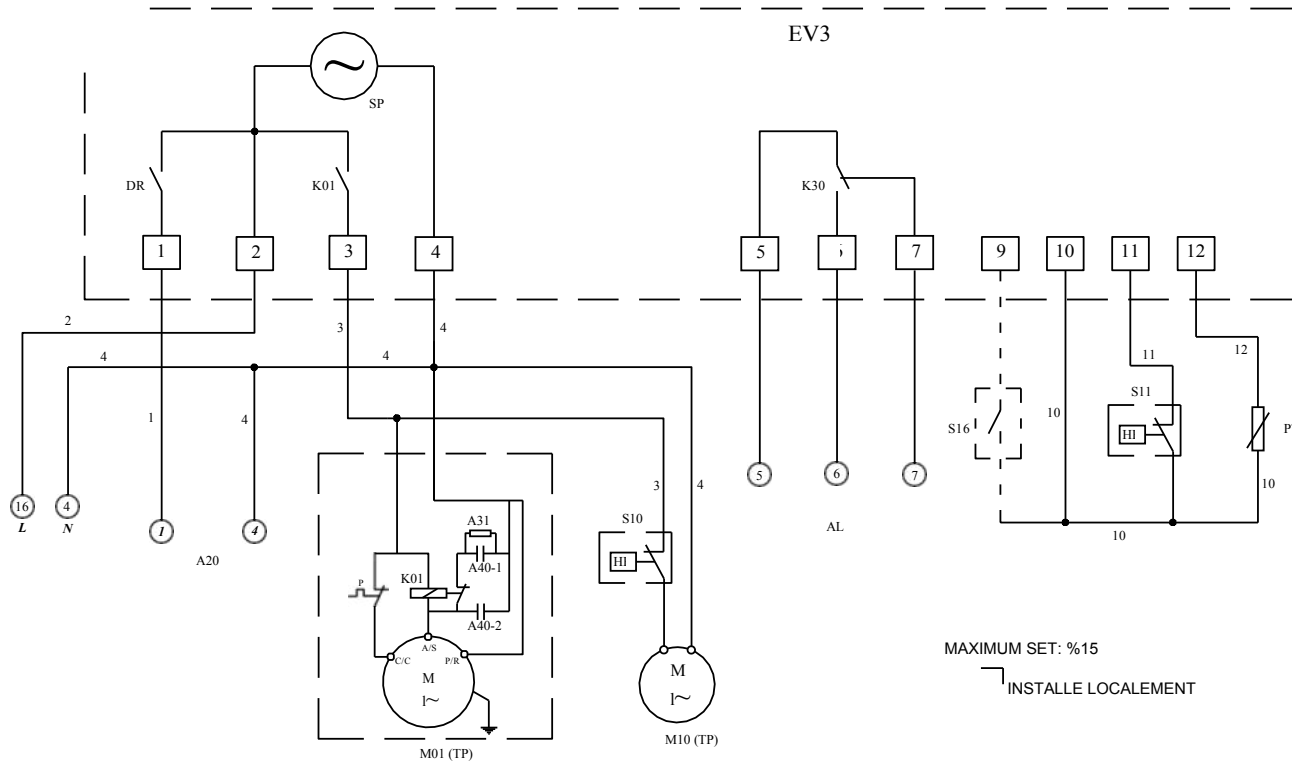 EV3
SP
DR
K01
K30
1
2
3
4
5
7
9
10
11
12
2
3
4
4
4
11
12
S11
1
4
10
S16
HI
16
4
L
N
1
4
A20
5
6
7
AL
10
10
3
4
S10
HI
A31
A40-1
P
K01
A40-2
A/S
C/C
P/R
M
1~
M
1~
M01 (TP)
M10 (TP)
MAXIMUM SET: %15
INSTALLE LOCALEMENT